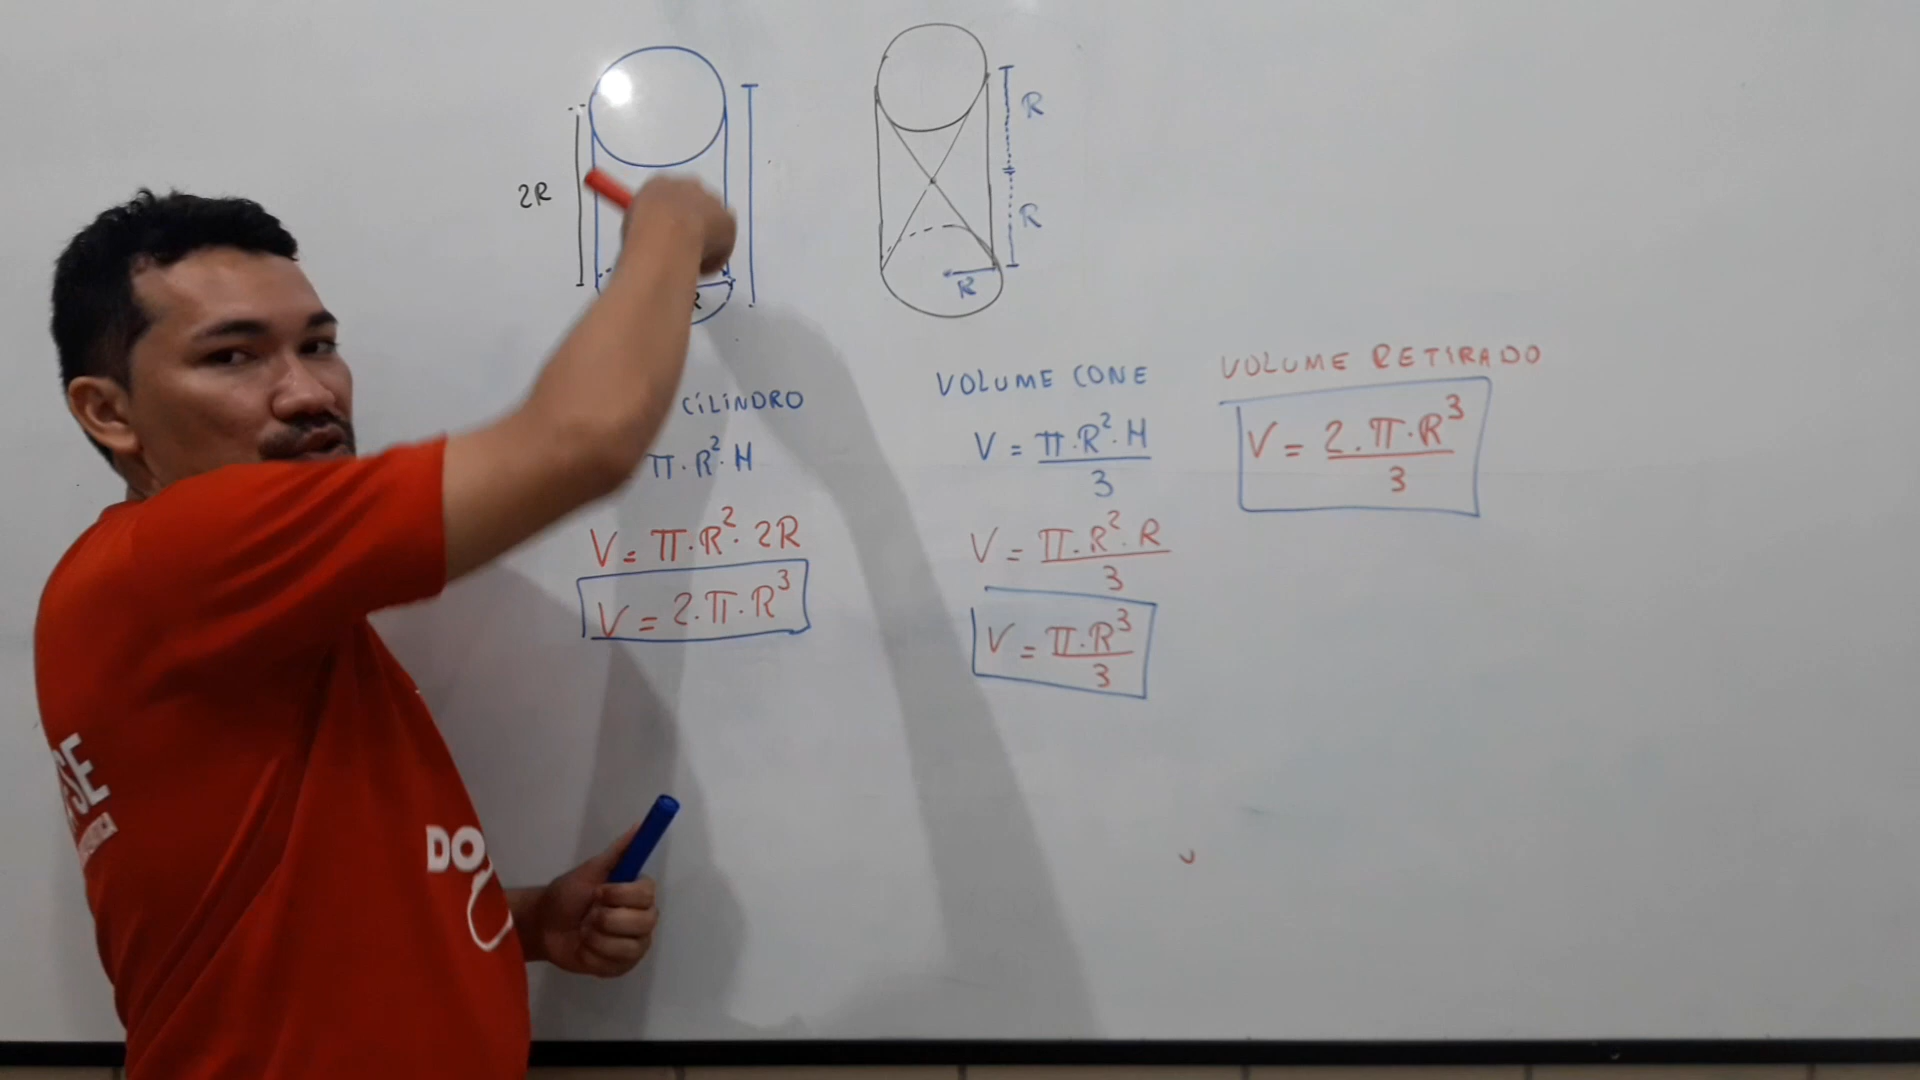 2R
R
R
R
CILINDRO
π.R².H
V = π.R².2R
V = 2.π.R³
VOLUME CONE
V = π.R².H
3
V = π.R².R
3
V = π.R³
3
VOLUME RETIRADO
V = 2.π.R³
3
DO